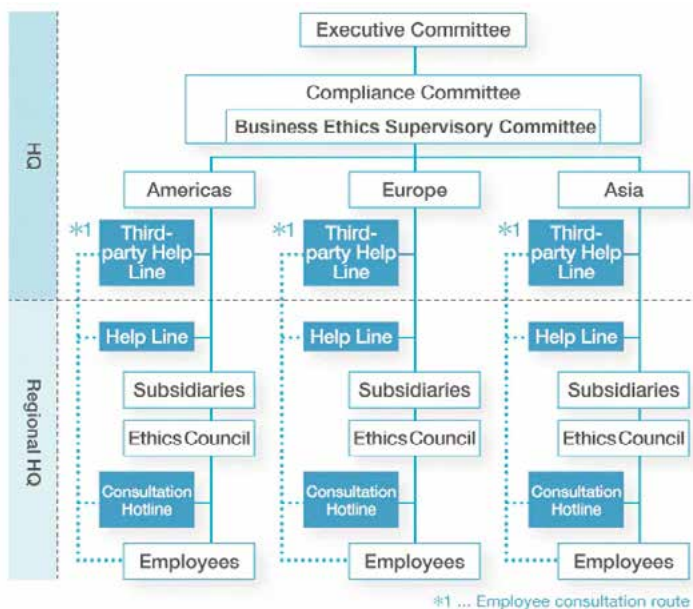 Executive Committee
Compliance Committee
Business Ethics Supervisory Committee
HQ
Americas
Europe
Asia
*1
Third-
party Help
Line
*1
Third-
party Help
Line
*1
Third-
party Help
Line
Regional HQ
Help Line
Help Line
Help Line
Subsidiaries
Subsidiaries
Subsidiaries
Ethics Council
Ethics Council
Ethics Council
Consultation
Hotline
Consultation
Hotline
Consultation
Hotline
Employees
Employees
Employees
*1 ... Employee consultation route